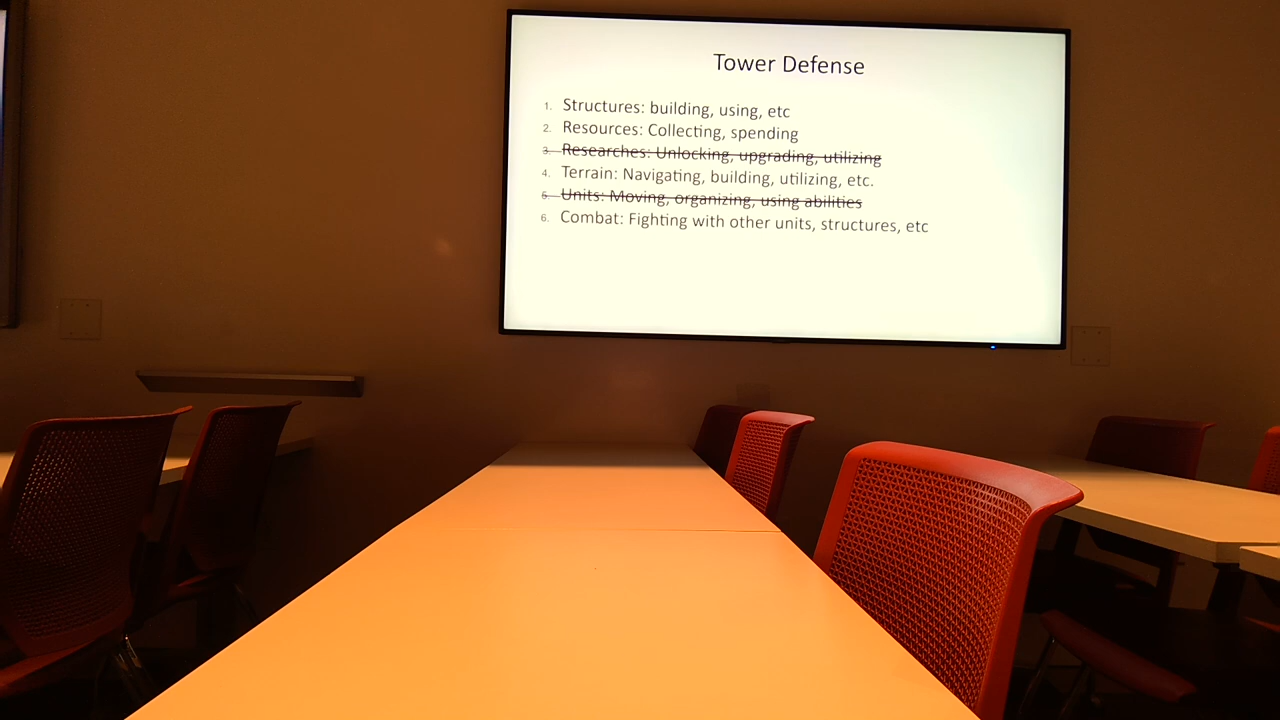 Tower Defense
1. Structures: building, using, etc
2. Resources: Collecting, spending
3. Researches: Unlocking, upgrading, utilizing
4. Terrain: Navigating, building, utilizing, etc.
5. Units: Moving, organizing, using abilities
6. Combat: Fighting with other units, structures, etc